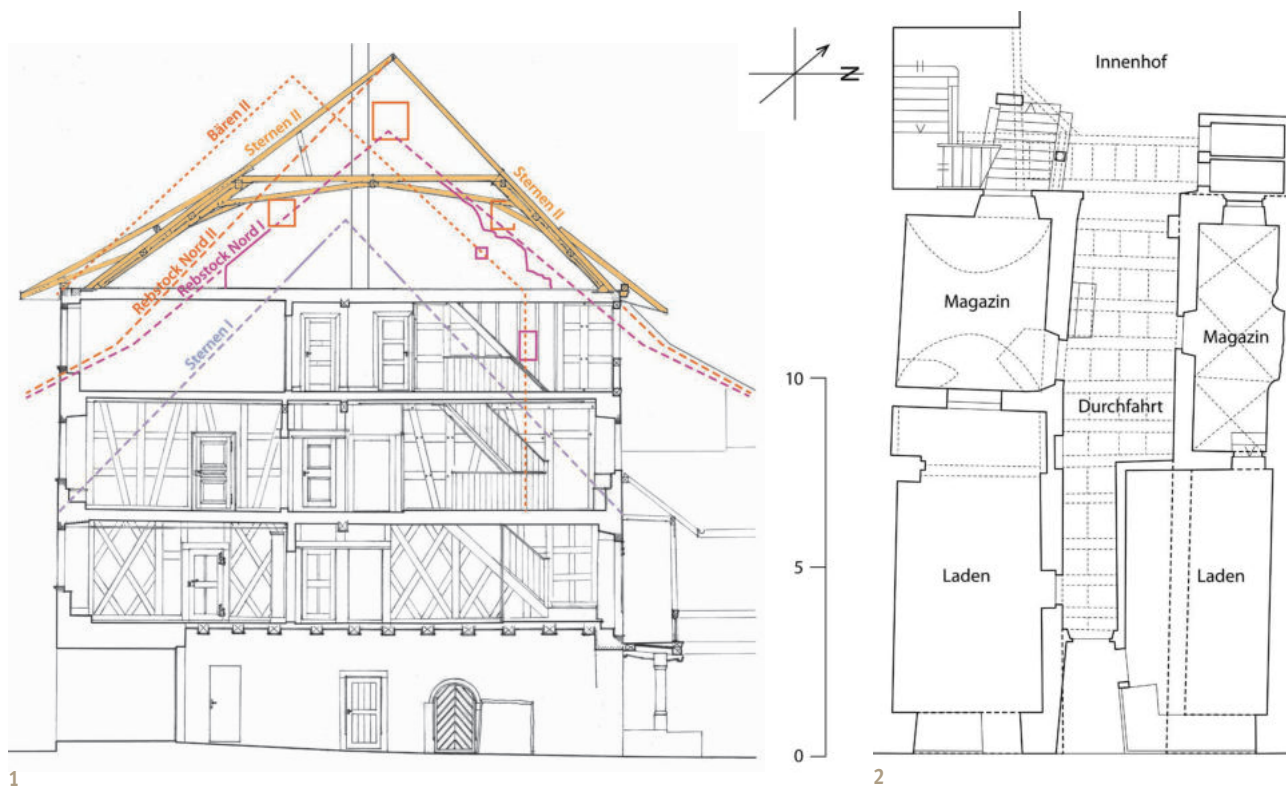 Bären II
Sternen II
Rebstock Nord II
Rebstock Nord I
Sternen I
Sternen II
1
N
10
5
0
Innenhof
Magazin
Magazin
Durchfahrt
Laden
Laden
2